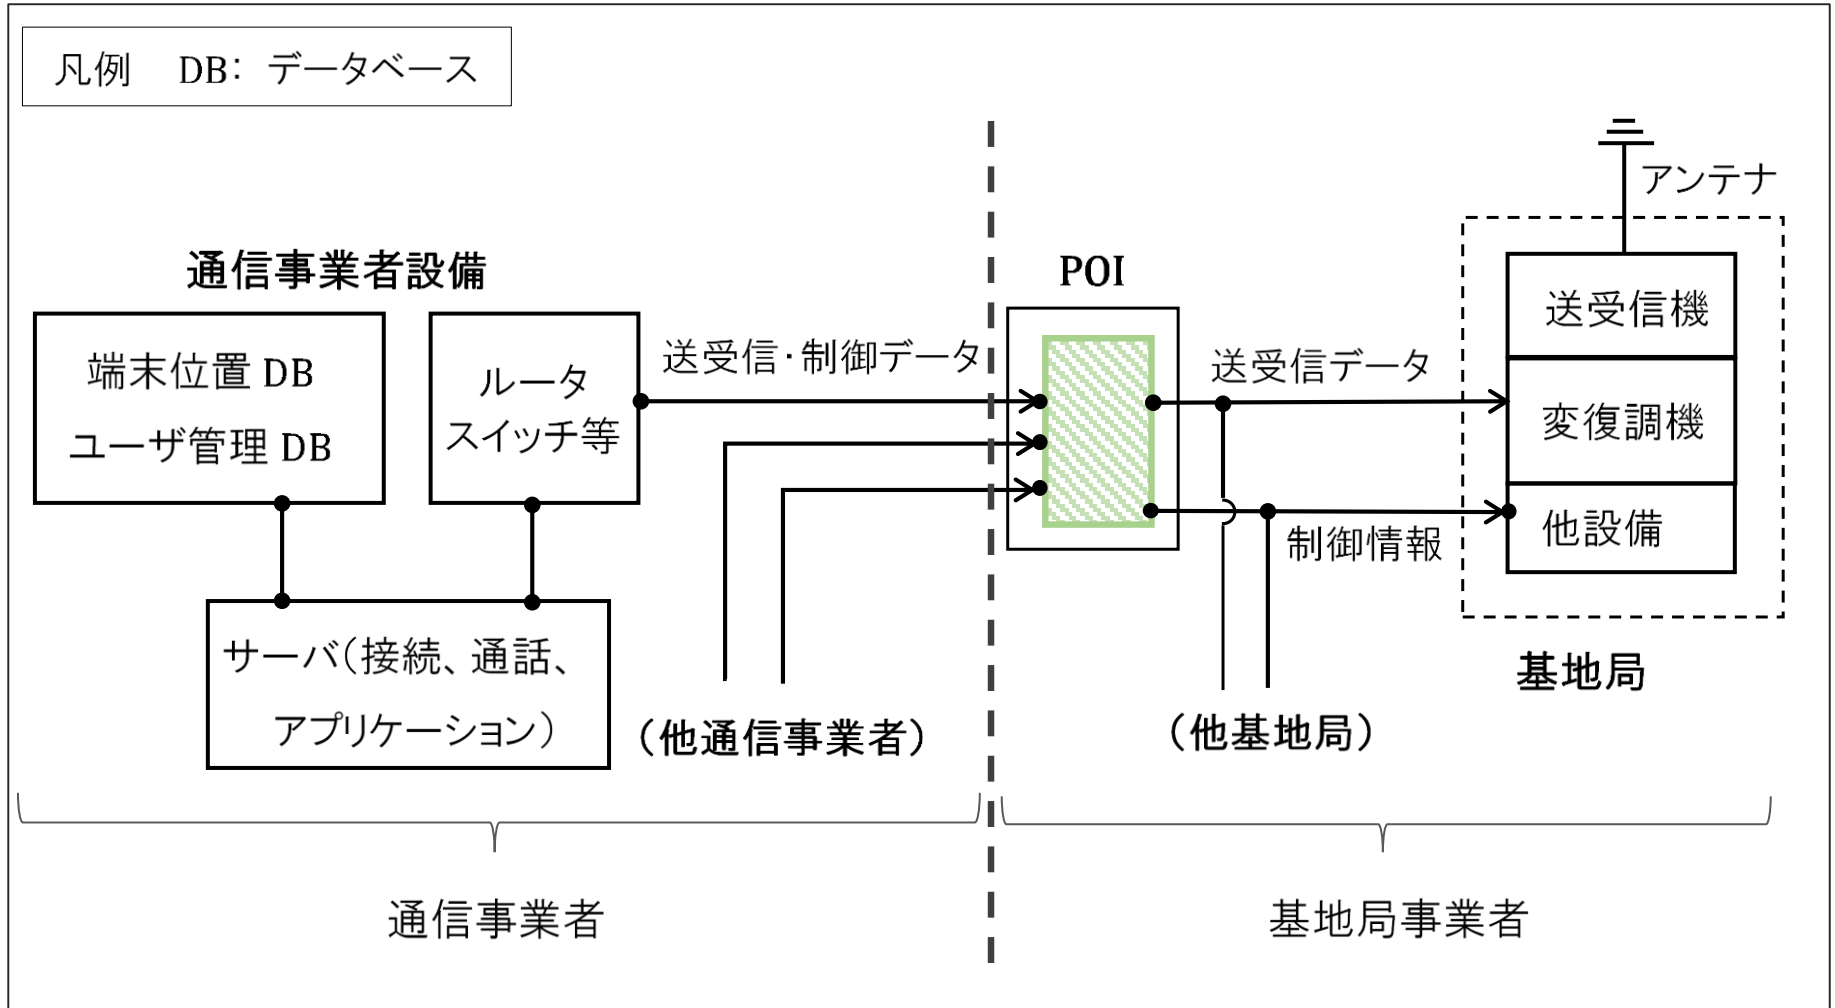 凡例　DB： データベース
アンテナ
通信事業者設備
POI
端末位置 DB
ユーザ管理 DB
ルータ
スイッチ等
送受信・制御データ
送受信データ
送受信機
変復調機
他設備
制御情報
サーバ（接続、通話、
アプリケーション）
基地局
（他通信事業者）
（他基地局）
通信事業者
基地局事業者